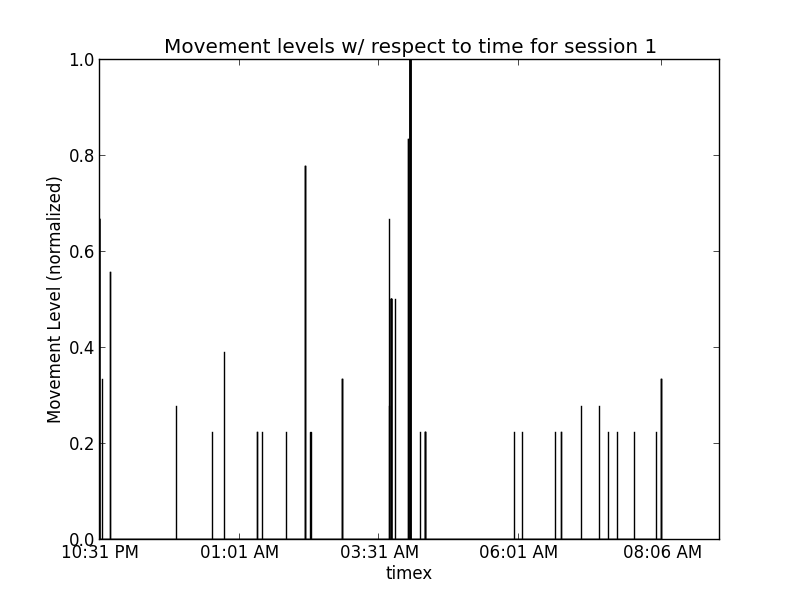 Movement levels w/ respect to time for session 1
Movement Level (normalized)
1.0
0.8
0.6
0.4
0.2
0.0
10:31 PM 01:01 AM 03:31 AM 06:01 AM 08:06 AM
timex